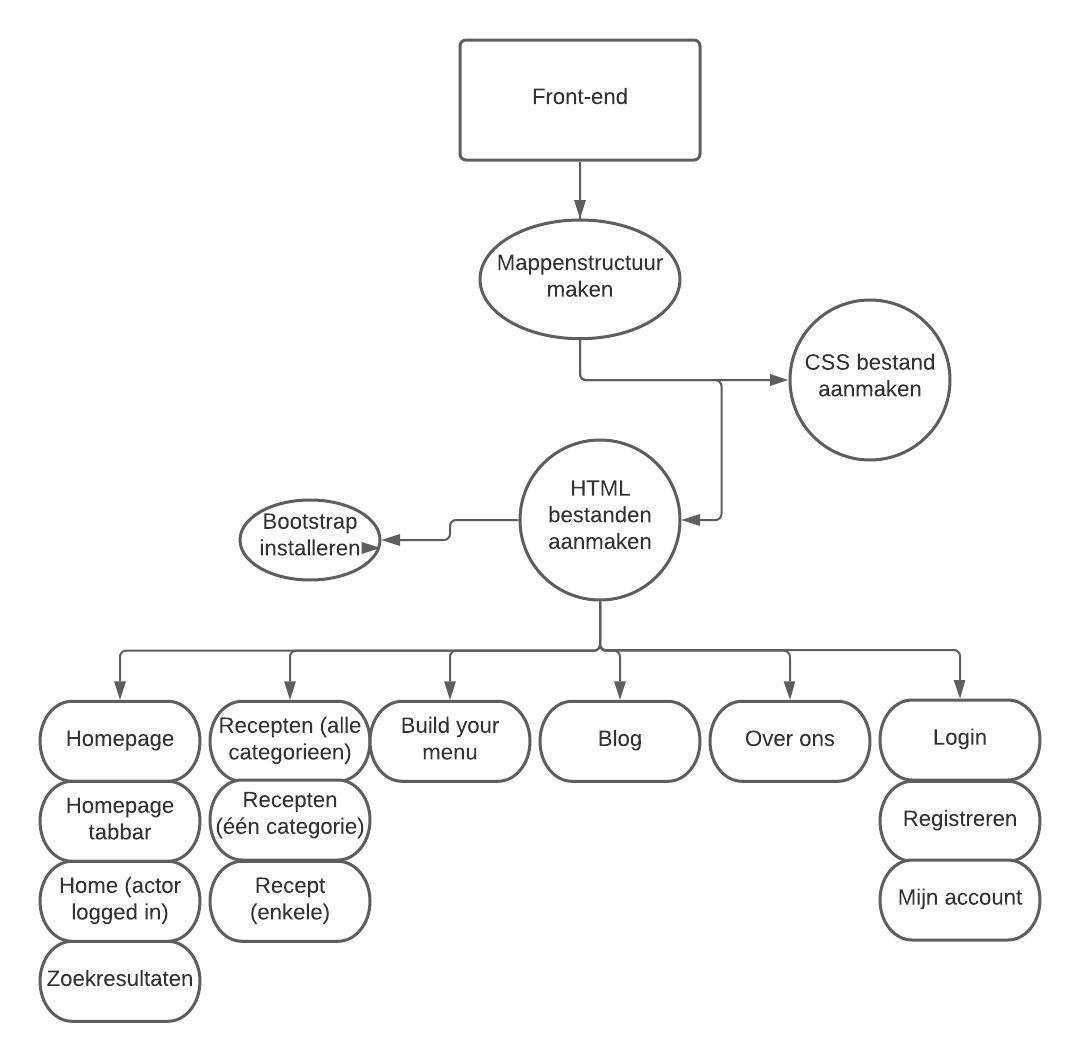 Front-end
Mappenstructuur
maken
CSS bestand
aanmaken
HTML
bestanden
aanmaken
Bootstrap
installeren
Homepage
Homepage
tabbar
Home (actor
logged in)
Zoekresultaten
Recepten (alle
categorieen)
Recepten
(één categorie)
Recept
(enkele)
Build your
menu
Blog
Over ons
Login
Registreren
Mijn account